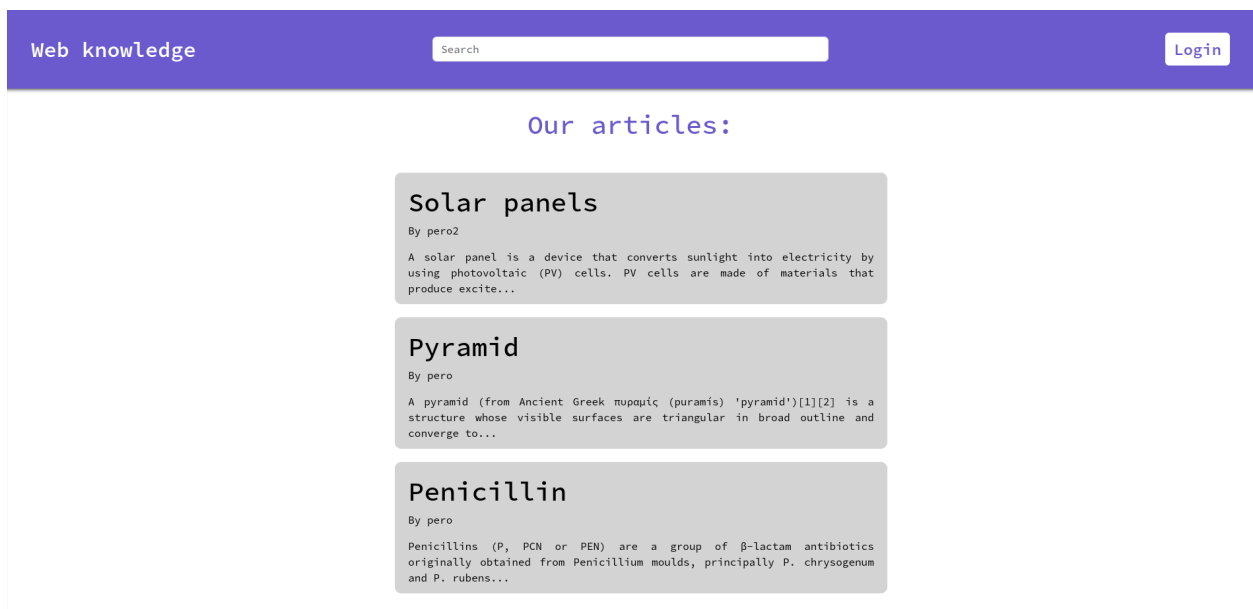 Web knowledge
Search
Login
Our articles:
Solar panels
By pero2
A solar panel is a device that converts sunlight into electricity by
using photovoltaic (PV) cells. PV cells are made of materials that
produce excite...
Pyramid
By pero
A pyramid (from Ancient Greek πυραμίς (puramís) 'pyramid')[1][2] is a
structure whose visible surfaces are triangular in broad outline and
converge to...
Penicillin
By pero
Penicillins (P, PCN or PEN) are a group of β-lactam antibiotics
originally obtained from Penicillium moulds, principally P. chrysogenum
and P. rubens...